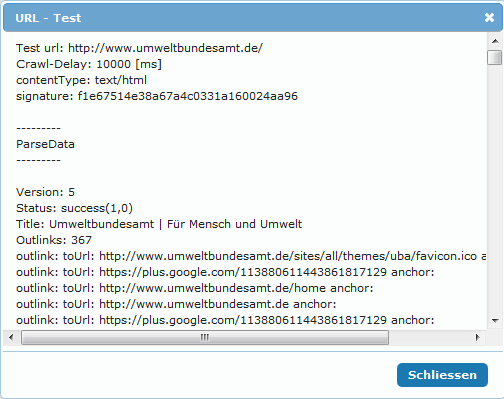 URL - Test
Test url: http://www.umweltbundesamt.de/
Crawl-Delay: 10000 [ms]
contentType: text/html
signature: f1e67514e38a67a4c0331a160024aa96
---------
ParseData
---------
Version: 5
Status: success(1,0)
Title: Umweltbundesamt | Für Mensch und Umwelt
Outlinks: 367
outlink: toUrl: http://www.umweltbundesamt.de/sites/all/themes/uba/favicon.ico a
outlink: toUrl: https://plus.google.com/113880611443861817129 anchor:
outlink: toUrl: http://www.umweltbundesamt.de/home anchor:
outlink: toUrl: http://www.umweltbundesamt.de anchor:
outlink: toUrl: https://plus.google.com/113880611443861817129 anchor:
Schliessen